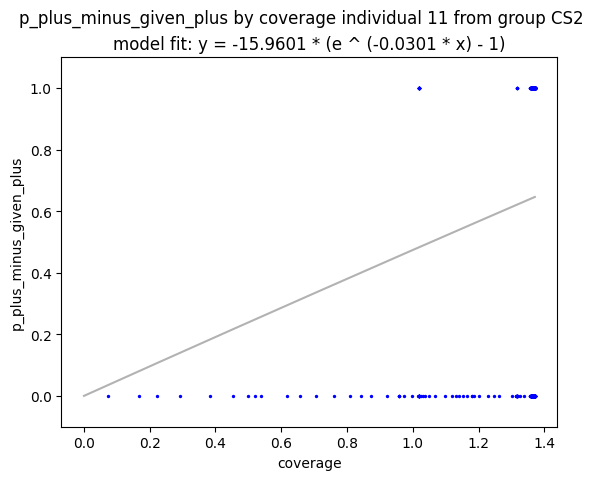 p_plus_minus_given_plus by coverage individual 11 from group CS2
model fit: y = -15.9601 * (e ^ (-0.0301 * x) - 1)
1.0
0.8
0.6
0.4
0.2
0.0
p_plus_minus_given_plus
0.0 0.2 0.4 0.6 0.8 1.0 1.2 1.4
coverage